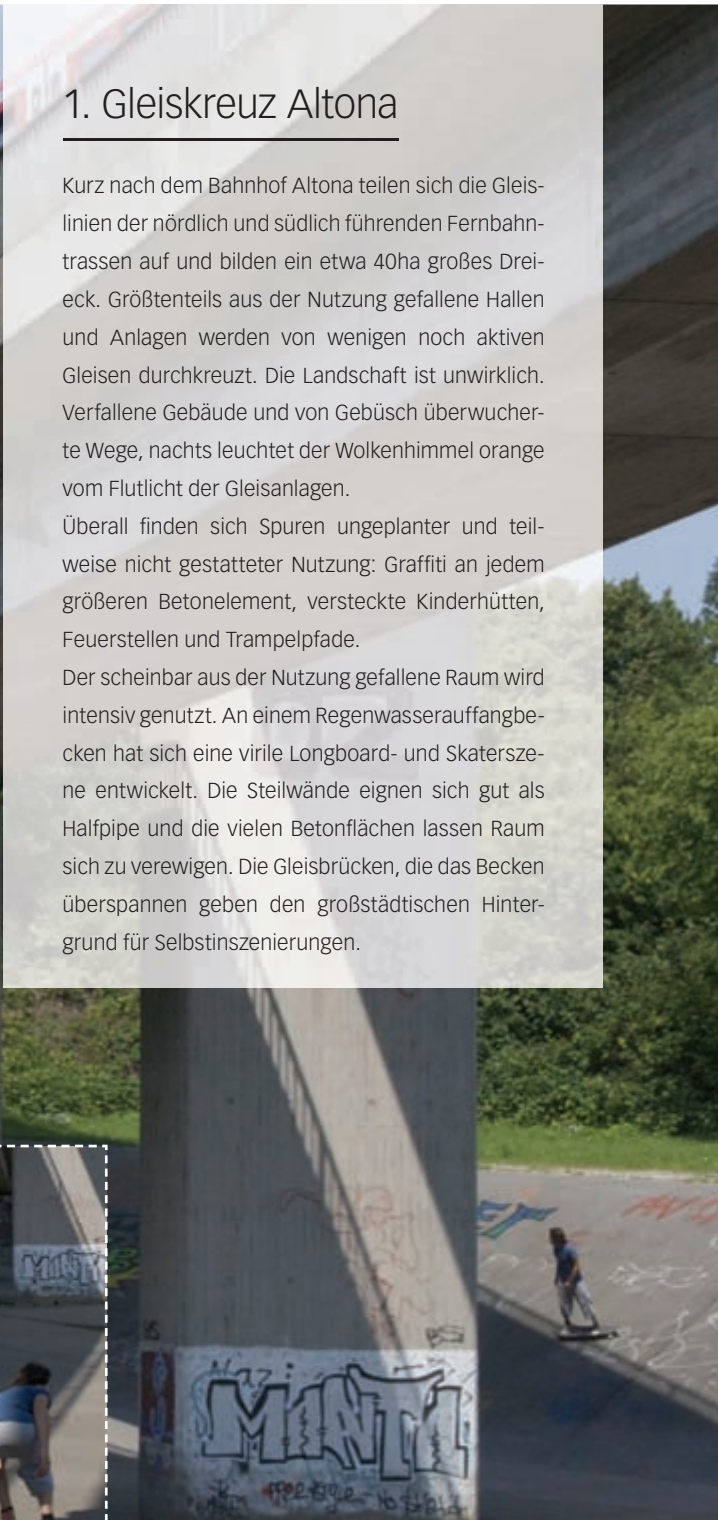 1. Gleiskreuz Altona
Kurz nach dem Bahnhof Altona teilen sich die Gleis-
linien der nördlich und südlich führenden Fernbahn-
trassen auf und bilden ein etwa 40ha großes Drei-
eck. Größtenteils aus der Nutzung gefallene Hallen
und Anlagen werden von wenigen noch aktiven
Gleisen durchkreuzt. Die Landschaft ist unwirklich.
Verfallene Gebäude und von Gebüsch überwucher-
te Wege, nachts leuchtet der Wolkenhimmel orange
vom Flutlicht der Gleisanlagen.
Überall finden sich Spuren ungeplanter und teil-
weise nicht gestatteter Nutzung: Graffiti an jedem
größeren Betonelement, versteckte Kinderhütten,
Feuerstellen und Trampelpfade.
Der scheinbar aus der Nutzung gefallene Raum wird
intensiv genutzt. An einem Regenwasserauffangbe-
cken hat sich eine virile Longboard- und Skatersze-
ne entwickelt. Die Steilwände eignen sich gut als
Halfpipe und die vielen Betonflächen lassen Raum
sich zu verewigen. Die Gleisbrücken, die das Becken
überspannen geben den großstädtischen Hinter-
grund für Selbstinszenierungen.